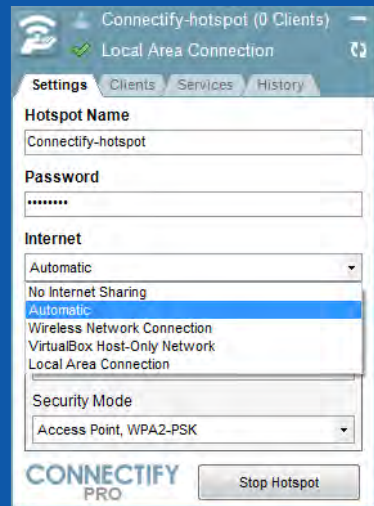 Connectify-hotspot (0 Clients)
Local Area Connection
Settings Clients Services History
Hotspot Name
Connectify-hotspot
Password
••••••••
Internet
Automatic
No Internet Sharing
Automatic
Wireless Network Connection
VirtualBox Host-Only Network
Local Area Connection
Security Mode
Access Point, WPA2-PSK
CONNECTIFY
PRO
Stop Hotspot